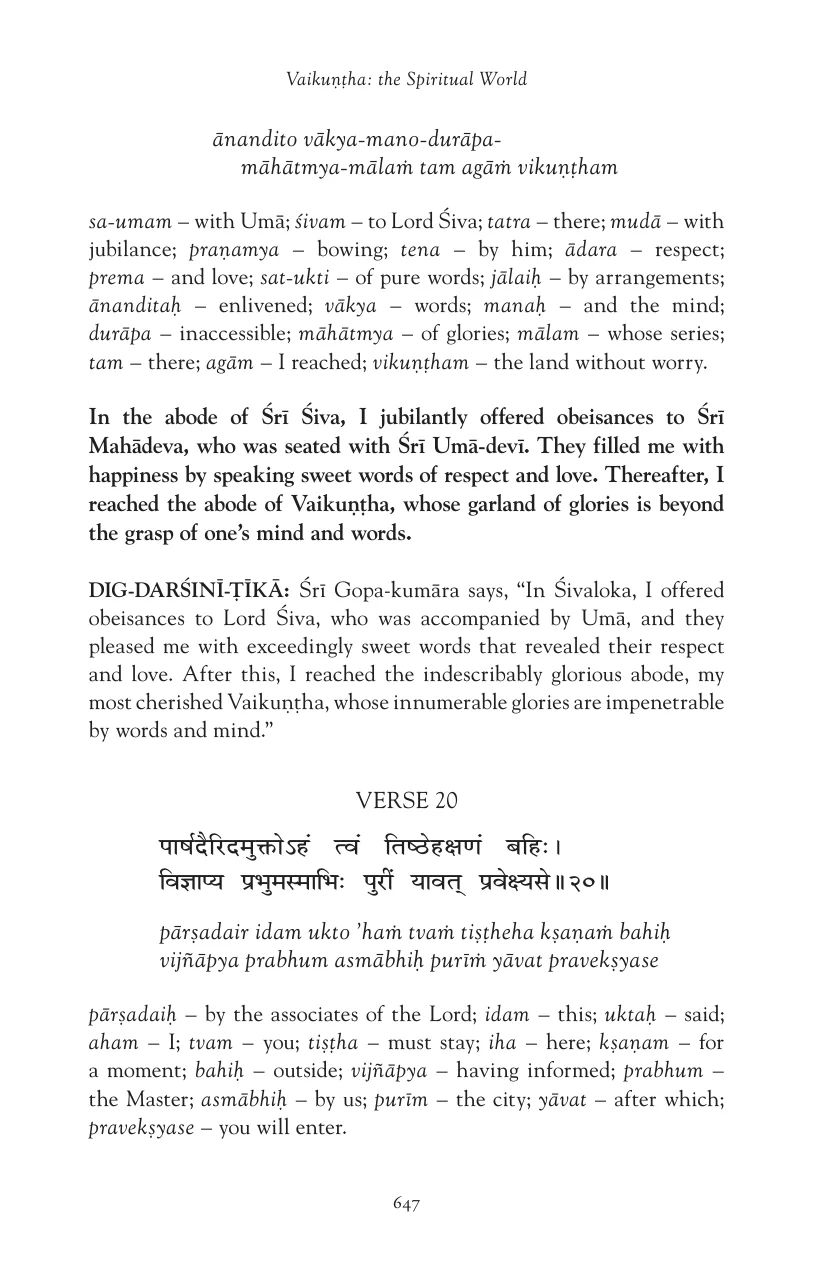 Vaikuṇṭha: the Spiritual World
ānandito vākya-mano-durāpa-
māhātmya-mālaṁ tam agāṁ vikuṇṭham
sa-umam – with Umā; śivam – to Lord Śiva; tatra – there; mudā – with
jubilance; praṇamya – bowing; tena – by him; ādara – respect;
prema – and love; sat-ukti – of pure words; jālaiḥ – by arrangements;
ānanditaḥ – enlivened; vākya – words; manaḥ – and the mind;
durāpa – inaccessible; māhātmya – of glories; mālam – whose series;
tam – there; agām – I reached; vikuṇṭham – the land without worry.
In the abode of Śrī Śiva, I jubilantly offered obeisances to Śrī
Mahādeva, who was seated with Śrī Umā-devī. They filled me with
happiness by speaking sweet words of respect and love. Thereafter, I
reached the abode of Vaikuṇṭha, whose garland of glories is beyond
the grasp of one’s mind and words.
DIG-DARŚINĪ-ṬĪKĀ: Śrī Gopa-kumāra says, “In Śivaloka, I offered
obeisances to Lord Śiva, who was accompanied by Umā, and they
pleased me with exceedingly sweet words that revealed their respect
and love. After this, I reached the indescribably glorious abode, my
most cherished Vaikuṇṭha, whose innumerable glories are impenetrable
by words and mind.”
VERSE 20
पार्षदैरिदमुक्तोऽहं त्वं तिष्ठेहक्षणं बहिः।
विज्ञाप्य प्रभुमस्माभिः पुरीं यावत् प्रवेक्ष्यसे॥२०॥
pārṣadair idam ukto ’haṁ tvaṁ tiṣṭheha kṣaṇaṁ bahiḥ
vijñāpya prabhum asmābhiḥ purīṁ yāvat pravekṣyase
pārṣadaiḥ – by the associates of the Lord; idam – this; uktaḥ – said;
aham – I; tvam – you; tiṣṭha – must stay; iha – here; kṣaṇam – for
a moment; bahiḥ – outside; vijñāpya – having informed; prabhum –
the Master; asmābhiḥ – by us; purīm – the city; yāvat – after which;
pravekṣyase – you will enter.
647